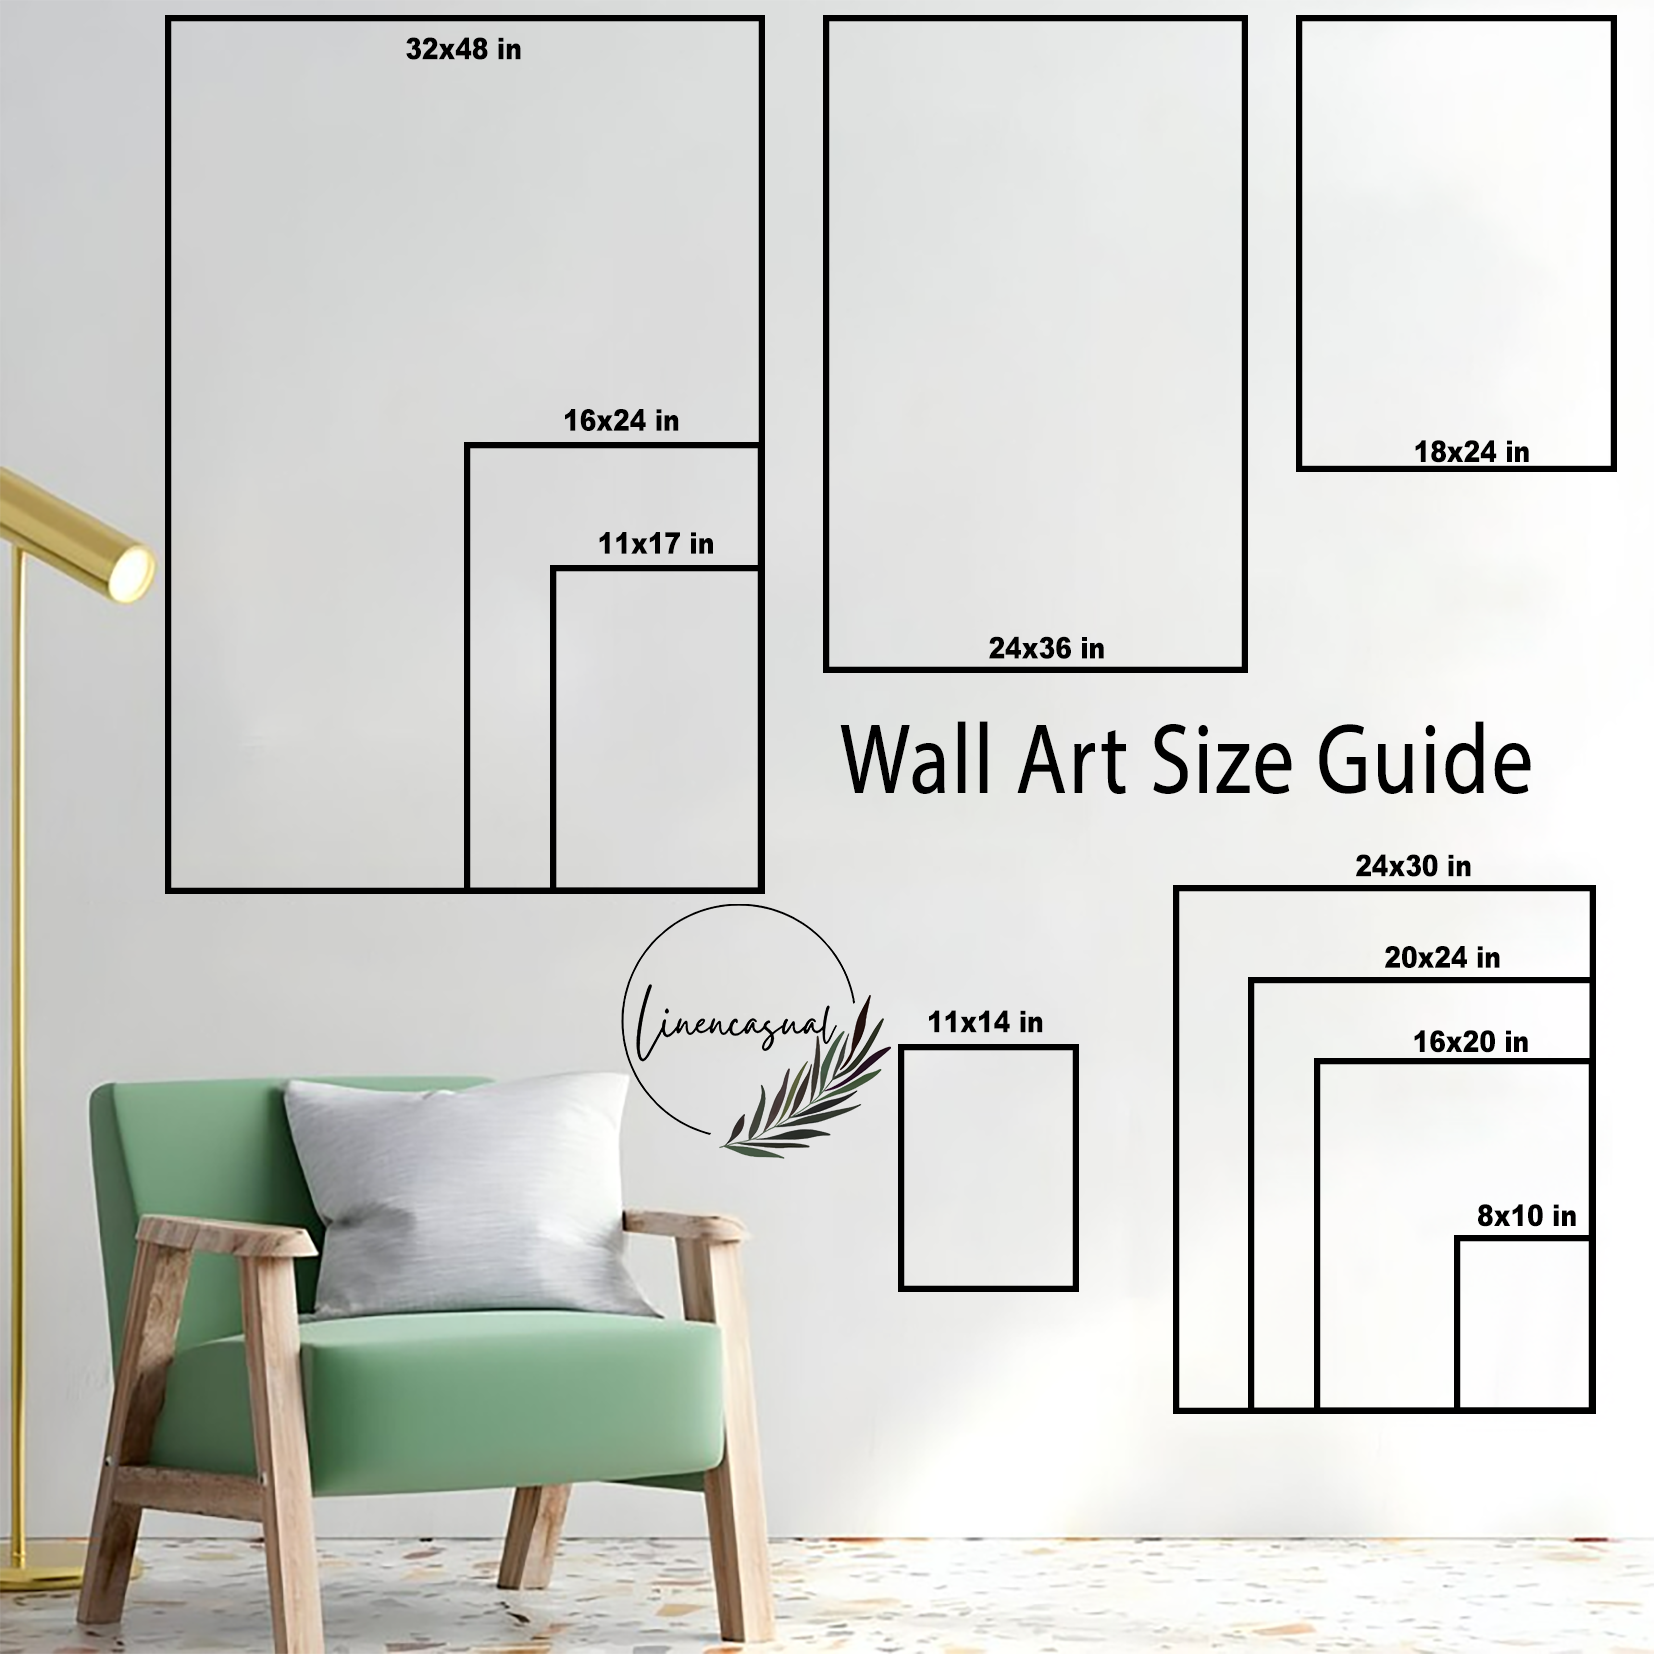 32x48 in
16x24 in
11x17 in
24x36 in
18x24 in
Wall Art Size Guide
24x30 in
20x24 in
16x20 in
8x10 in
11x14 in
Linencasual